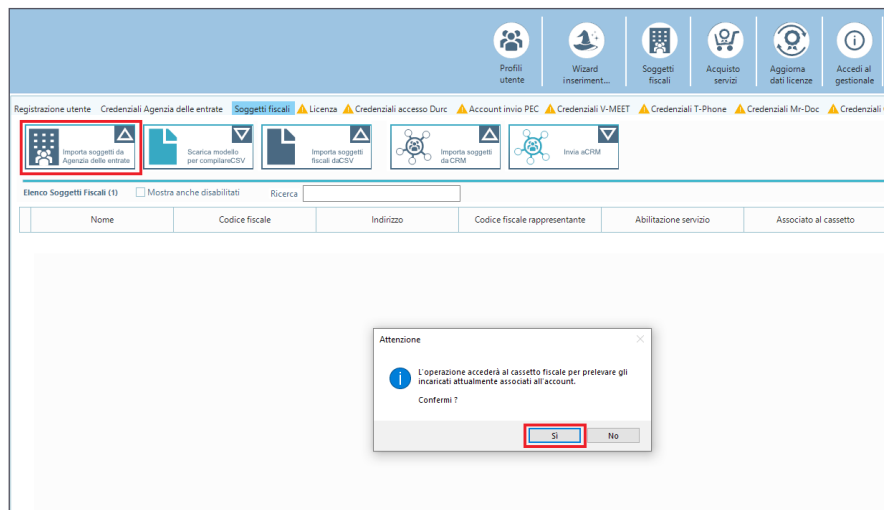 Profili
utente
Wizard
inseriment...
Soggetti
fiscali
Acquisto
servizi
Aggiorna
dati licenze
Accedi al
gestionale
Registrazione utente Credenziali Agenzia delle entrate Soggetti fiscali Licenza Credenziali accesso Durc Account invio PEC Credenziali V-MEET Credenziali T-Phone Credenziali Mr-Doc Credenziali
Importa soggetti da
Agenzia delle entrate
Scarica modello
per compilareCSV
Importa soggetti
fiscali daCSV
Importa soggetti
da CRM
Invia aCRM
Elenco Soggetti Fiscali (1) Mostra anche disabilitati Ricerca
Nome Codice fiscale Indirizzo Codice fiscale rappresentante Abilitazione servizio Associato al cassetto
Attenzione
L'operazione accederà al cassetto fiscale per prelevare gli
incaricati attualmente associati all'account.
Confermi ?
Sì No